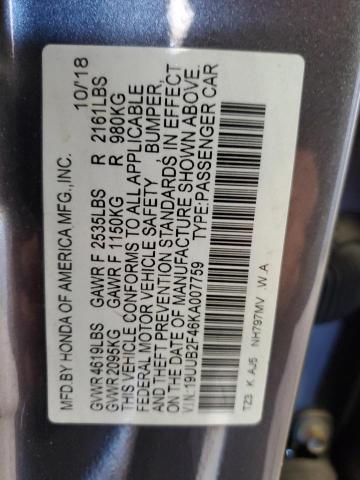 MFD.BY HONDA OF AMERICA MFG.,INC. 10/18
GVWR 4619LBS GAWR F 2535LBS R 2161LBS
GVWR 2095KG GAWR F 1150KG R 980KG
THIS VEHICLE CONFORMS TO ALL APPLICABLE
FEDERAL MOTOR VEHICLE SAFETY BUMPER,
AND THEFT PREVENTION STANDARDS IN EFFECT
ON THE DATE OF MANUFACTURE SHOWN ABOVE.
V.I.N.:19UUB2F46KA007759 TYPE:PASSENGER CAR
TZ3 K AJ5 NH797MV .W.A